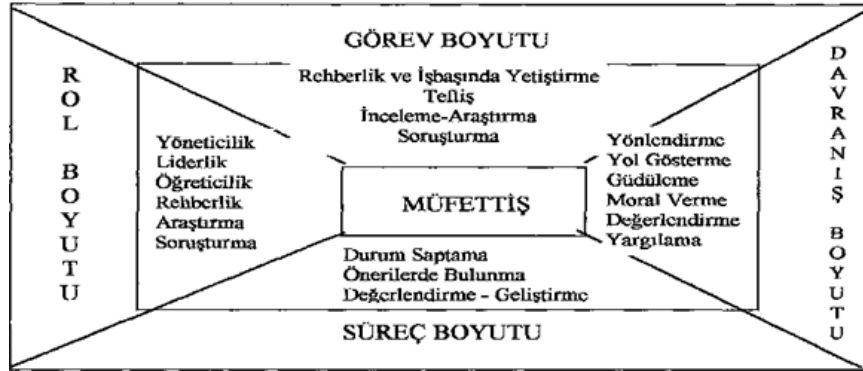 GÖREV BOYUTU
Rehberlik ve İşbaşında Yetiştirme
Teftiş
İnceleme-Araştırma
Soruşturma
ROL BOYUTU
Yöneticilik
Liderlik
Öğreticilik
Rehberlik
Araştırma
Soruşturma
MÜFETTİŞ
Yönlendirme
Yol Gösterme
Güdüleme
Moral Verme
Değerlendirme
Yargılama
DAVRANIŞ BOYUTU
Durum Saptama
Önerilerde Bulunma
Değerlendirme - Geliştirme
SÜREÇ BOYUTU